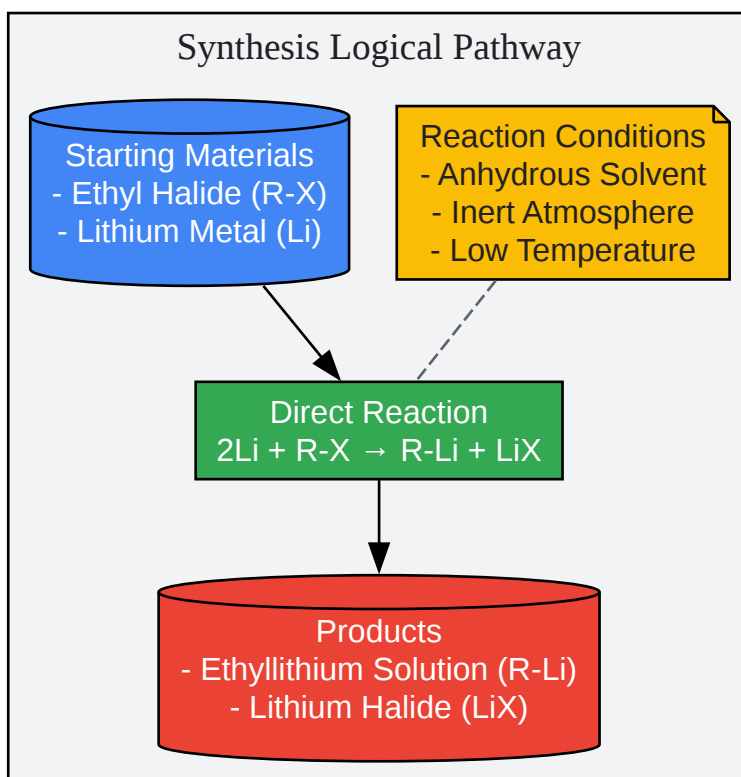 Synthesis Logical Pathway
Starting Materials
- Ethyl Halide (R-X)
- Lithium Metal (Li)
Reaction Conditions
- Anhydrous Solvent
- Inert Atmosphere
- Low Temperature
Direct Reaction
2Li + R-X → R-Li + LiX
Products
- Ethyllithium Solution (R-Li)
- Lithium Halide (LiX)